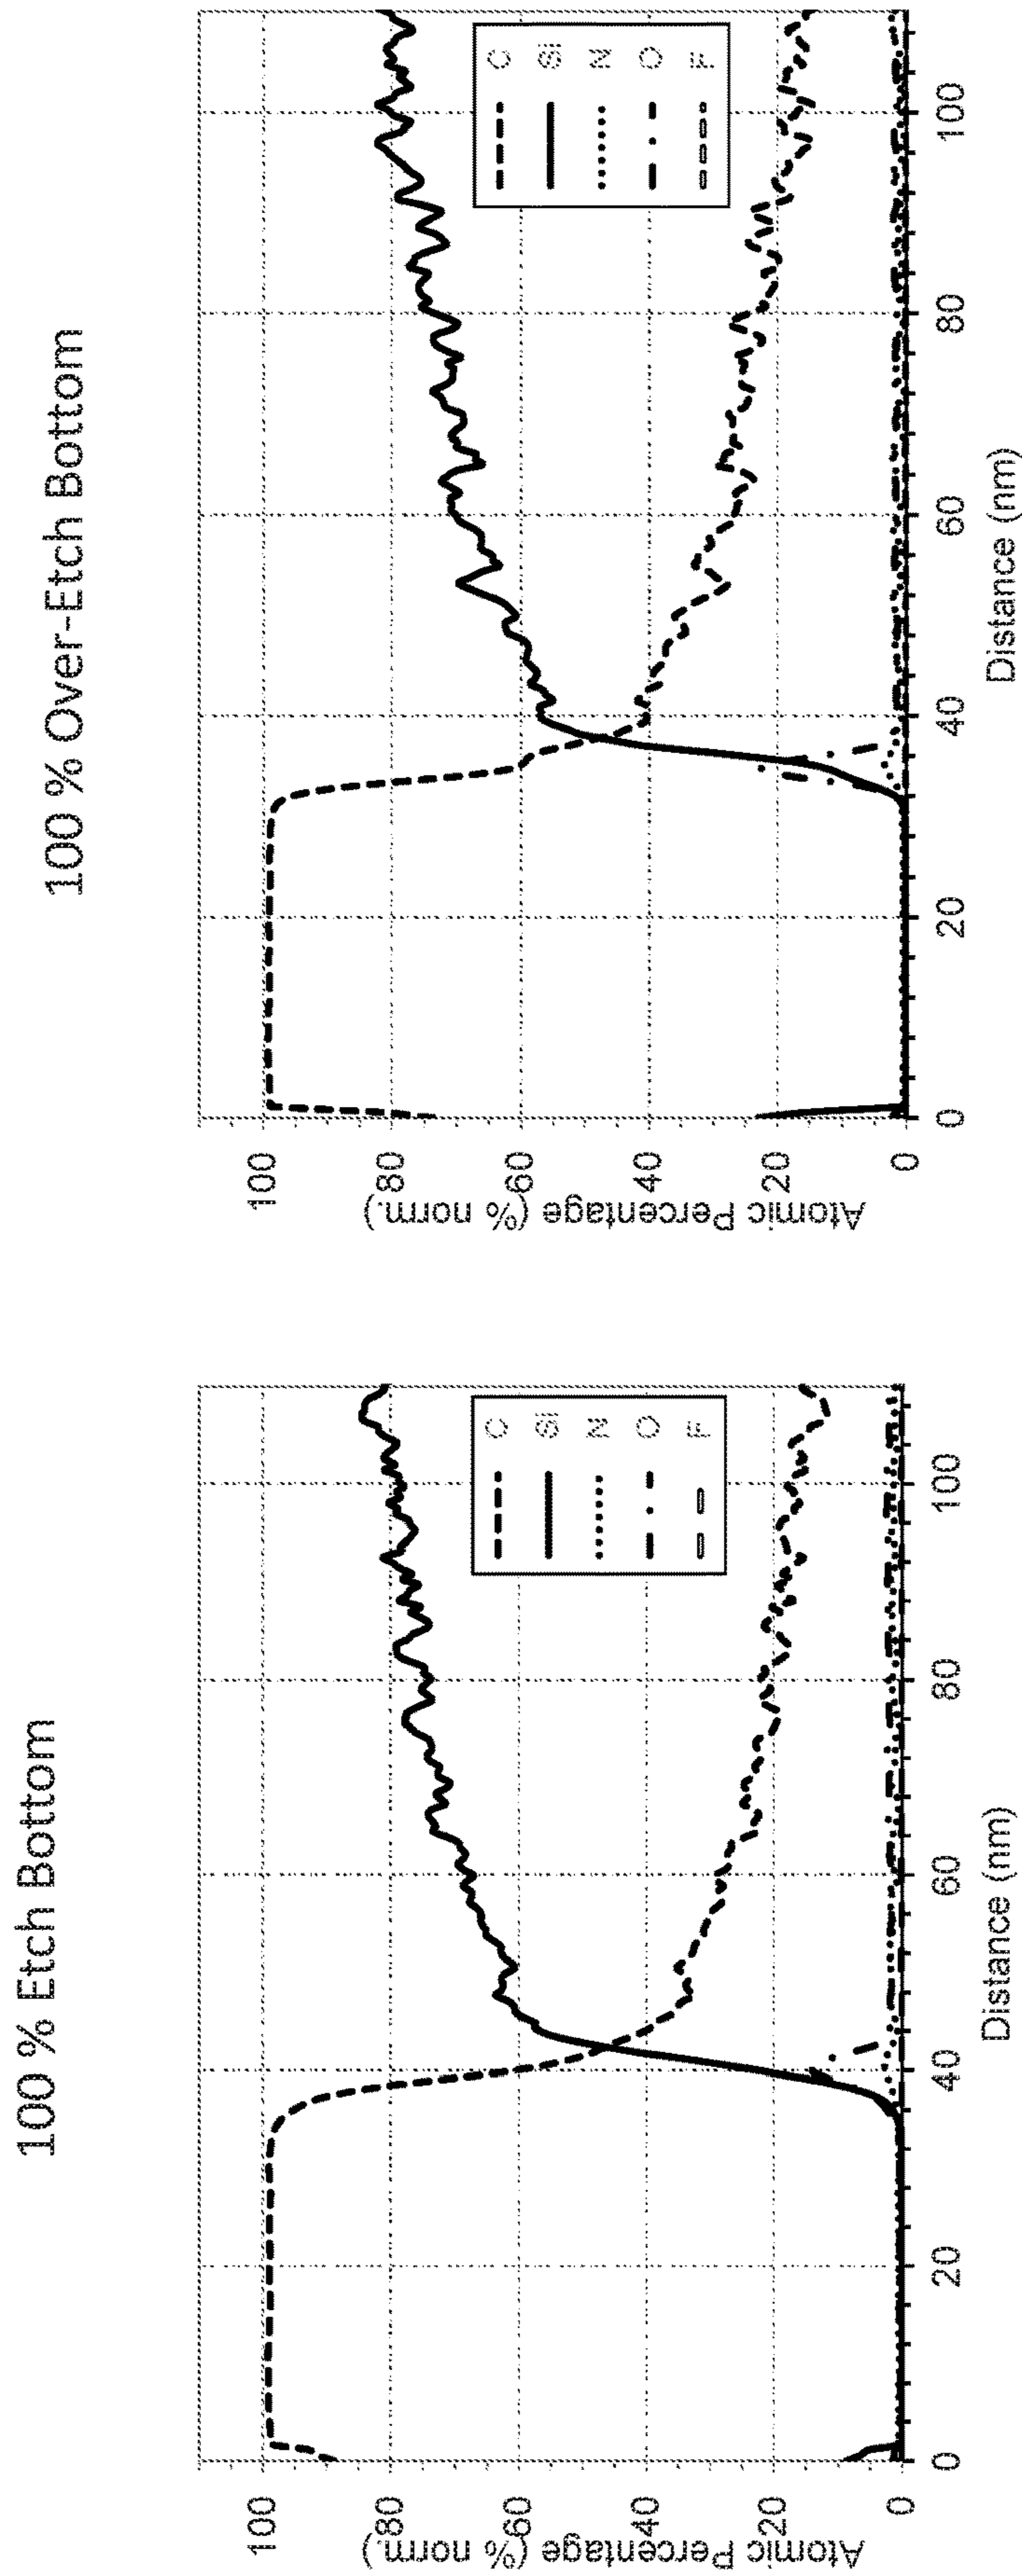 100 % Etch Bottom
Atomic Percentage (% norm.)
100
80
60
40
20
0
C
Si
N
O
F
0
20
40
60
80
100
Distance (nm)
100 % Over-Etch Bottom
Atomic Percentage (% norm.)
100
80
60
40
20
0
C
Si
N
O
F
0
20
40
60
80
100
Distance (nm)